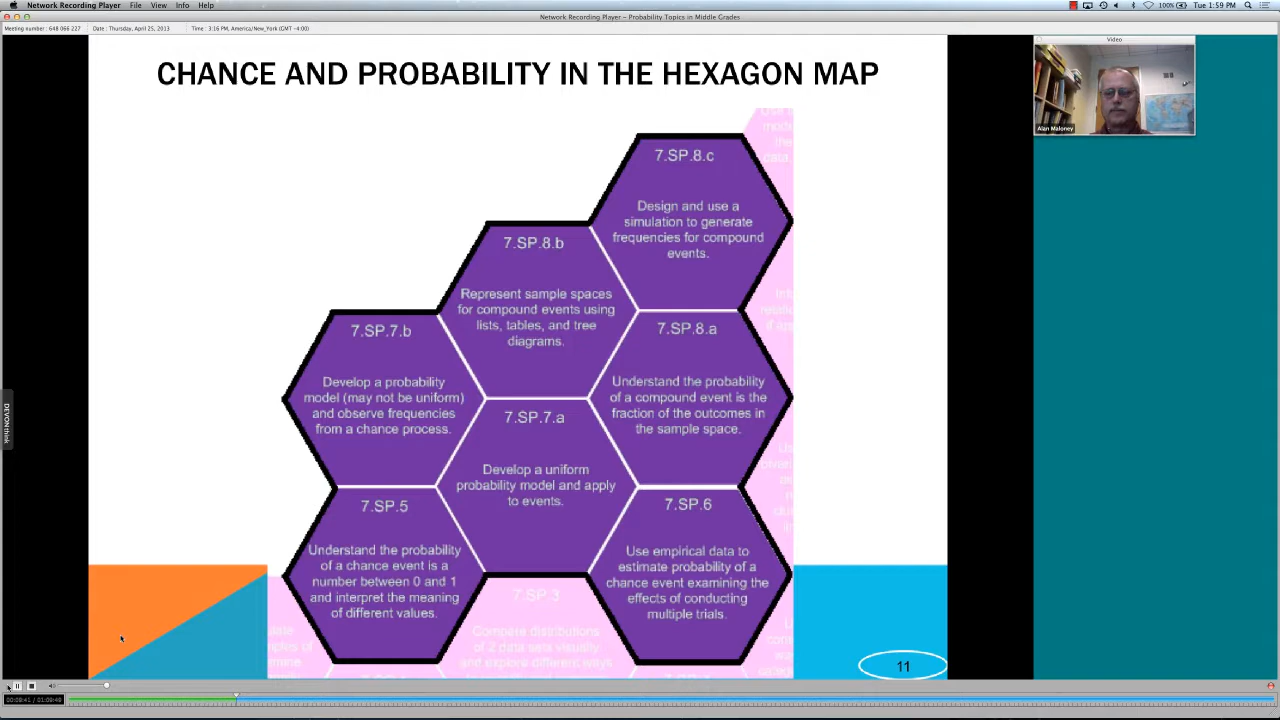 Network Recording Player File View Info Help
100% Tue 1:59 PM
Network Recording Player – Probability Topics in Middle Grades
Meeting number : 648 066 227 Date : Thursday, April 25, 2013 Time : 3:16 PM, America/New_York (GMT -4:00)
Video
Alan Maloney
CHANCE AND PROBABILITY IN THE HEXAGON MAP
7.SP.8.c
Design and use a
simulation to generate
frequencies for compound
events.
7.SP.8.b
Represent sample spaces
for compound events using
lists, tables, and tree
diagrams.
7.SP.7.b
Develop a probability
model (may not be uniform)
and observe frequencies
from a chance process.
7.SP.8.a
Understand the probability
of a compound event is the
fraction of the outcomes in
the sample space.
7.SP.7.a
Develop a uniform
probability model and apply
to events.
7.SP.5
Understand the probability
of a chance event is a
number between 0 and 1
and interpret the meaning
of different values.
7.SP.6
Use empirical data to
estimate probability of a
chance event examining the
effects of conducting
multiple trials.
7.SP.3
Compare distributions
of 2 data sets visually
and explore different ways
the
data.
DEVONthink
11